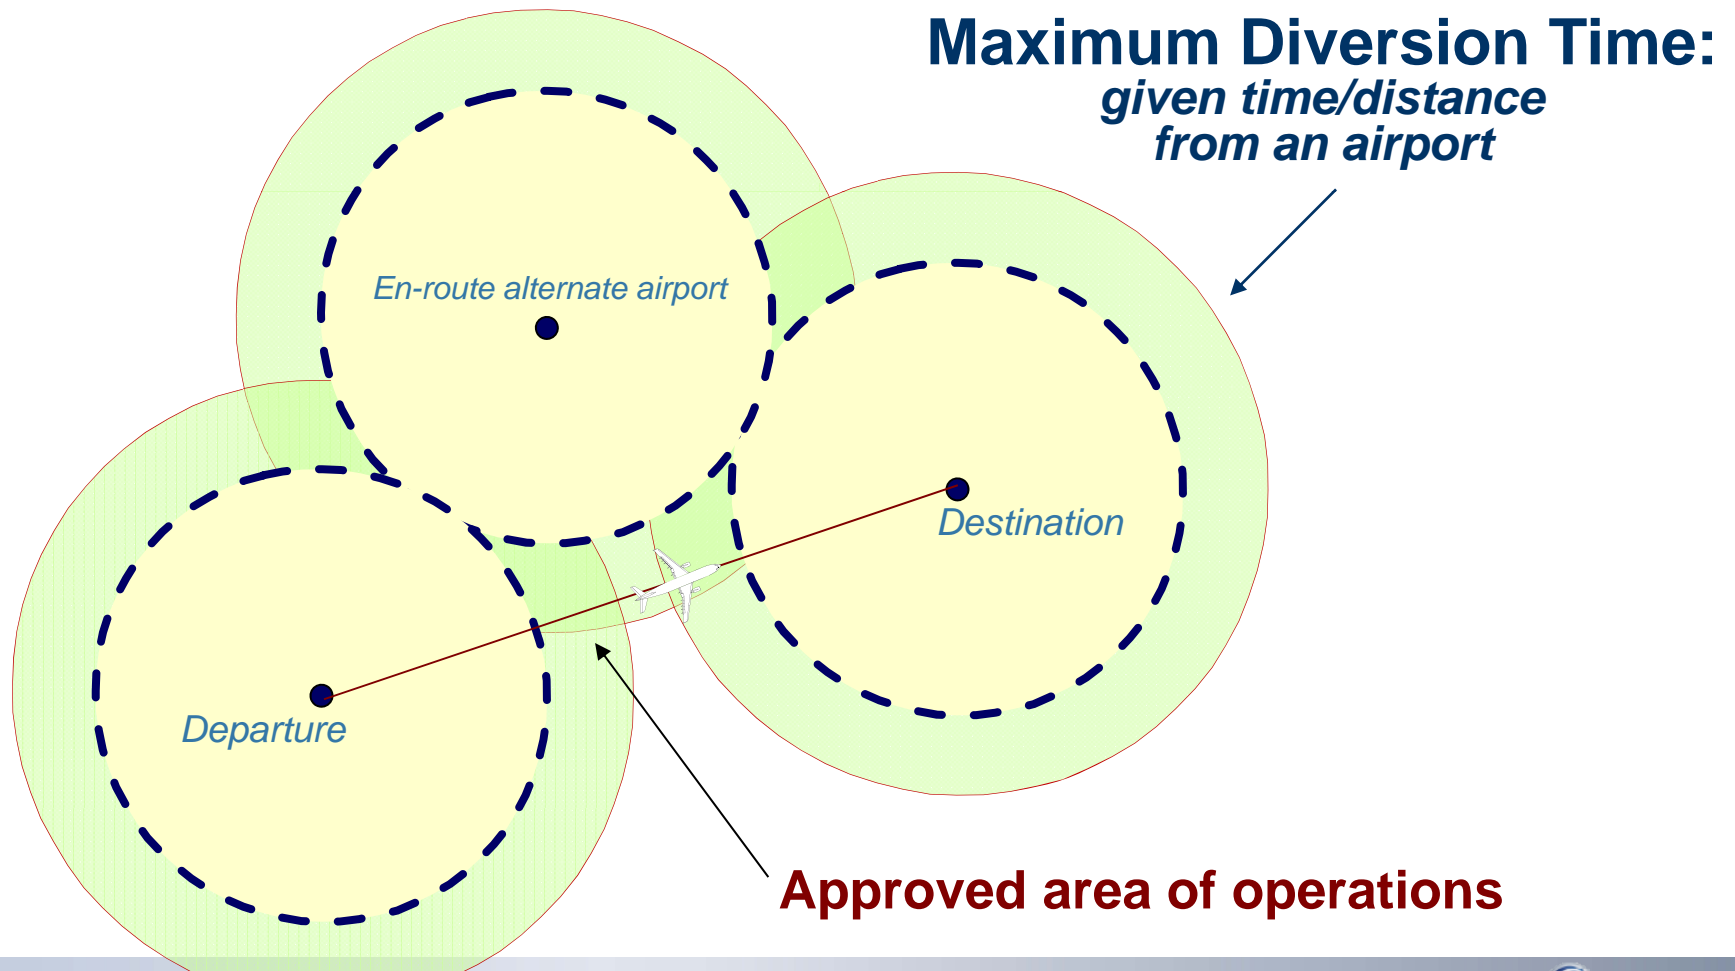 Maximum Diversion Time:
given time/distance
from an airport
En-route alternate airport
Destination
Departure
Approved area of operations